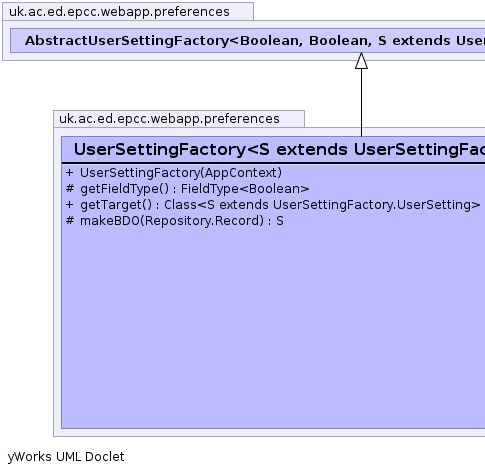 uk.ac.ed.epcc.webapp.preferences
AbstractUserSettingFactory<Boolean, Boolean, S extends User
uk.ac.ed.epcc.webapp.preferences
UserSettingFactory<S extends UserSettingFac
+ UserSettingFactory(AppContext)
# getFieldType() : FieldType<Boolean>
+ getTarget() : Class<S extends UserSettingFactory.UserSetting>
# makeBDO(Repository.Record) : S
yWorks UML Doclet